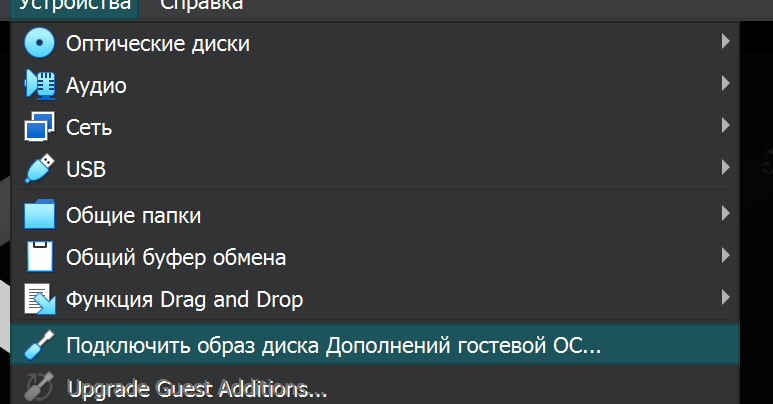 Устройства Справка
Оптические диски
Аудио
Сеть
USB
Общие папки
Общий буфер обмена
Функция Drag and Drop
Подключить образ диска Дополнений гостевой ОС...
Upgrade Guest Additions...